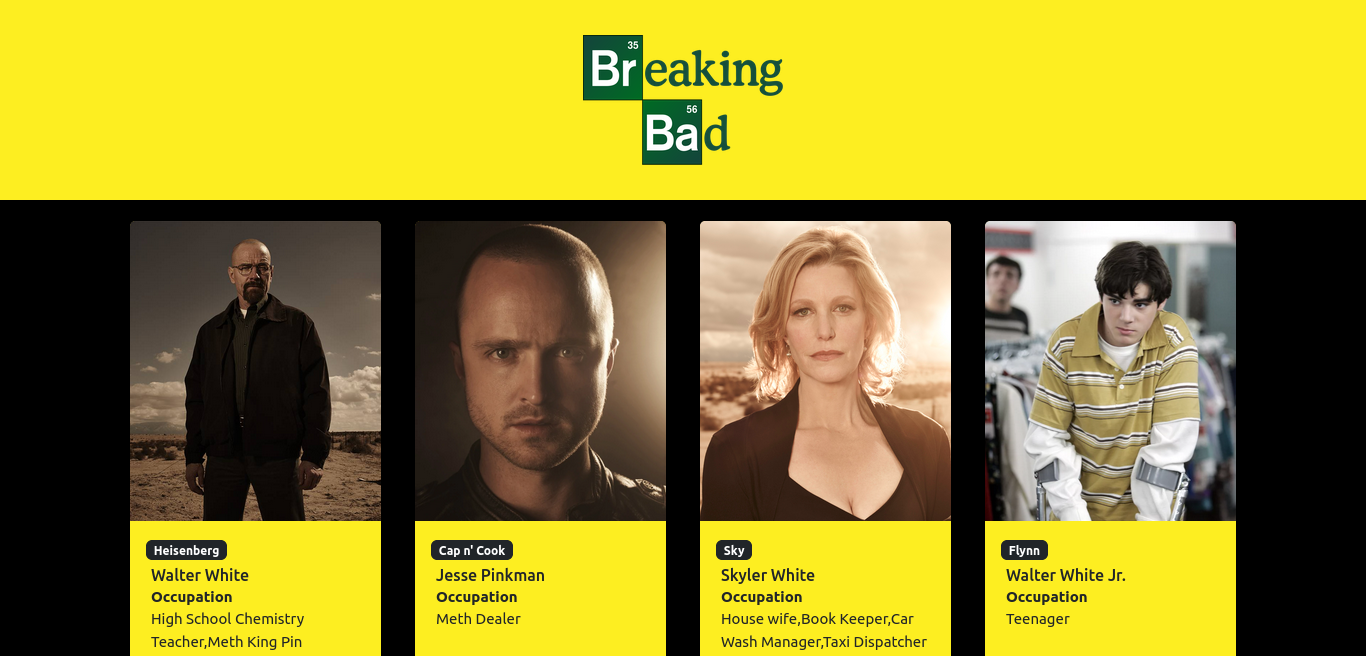 35
Breaking
56
Bad
Heisenberg
Walter White
Occupation
High School Chemistry
Teacher,Meth King Pin
Cap n' Cook
Jesse Pinkman
Occupation
Meth Dealer
Sky
Skyler White
Occupation
House wife,Book Keeper,Car
Wash Manager,Taxi Dispatcher
Flynn
Walter White Jr.
Occupation
Teenager